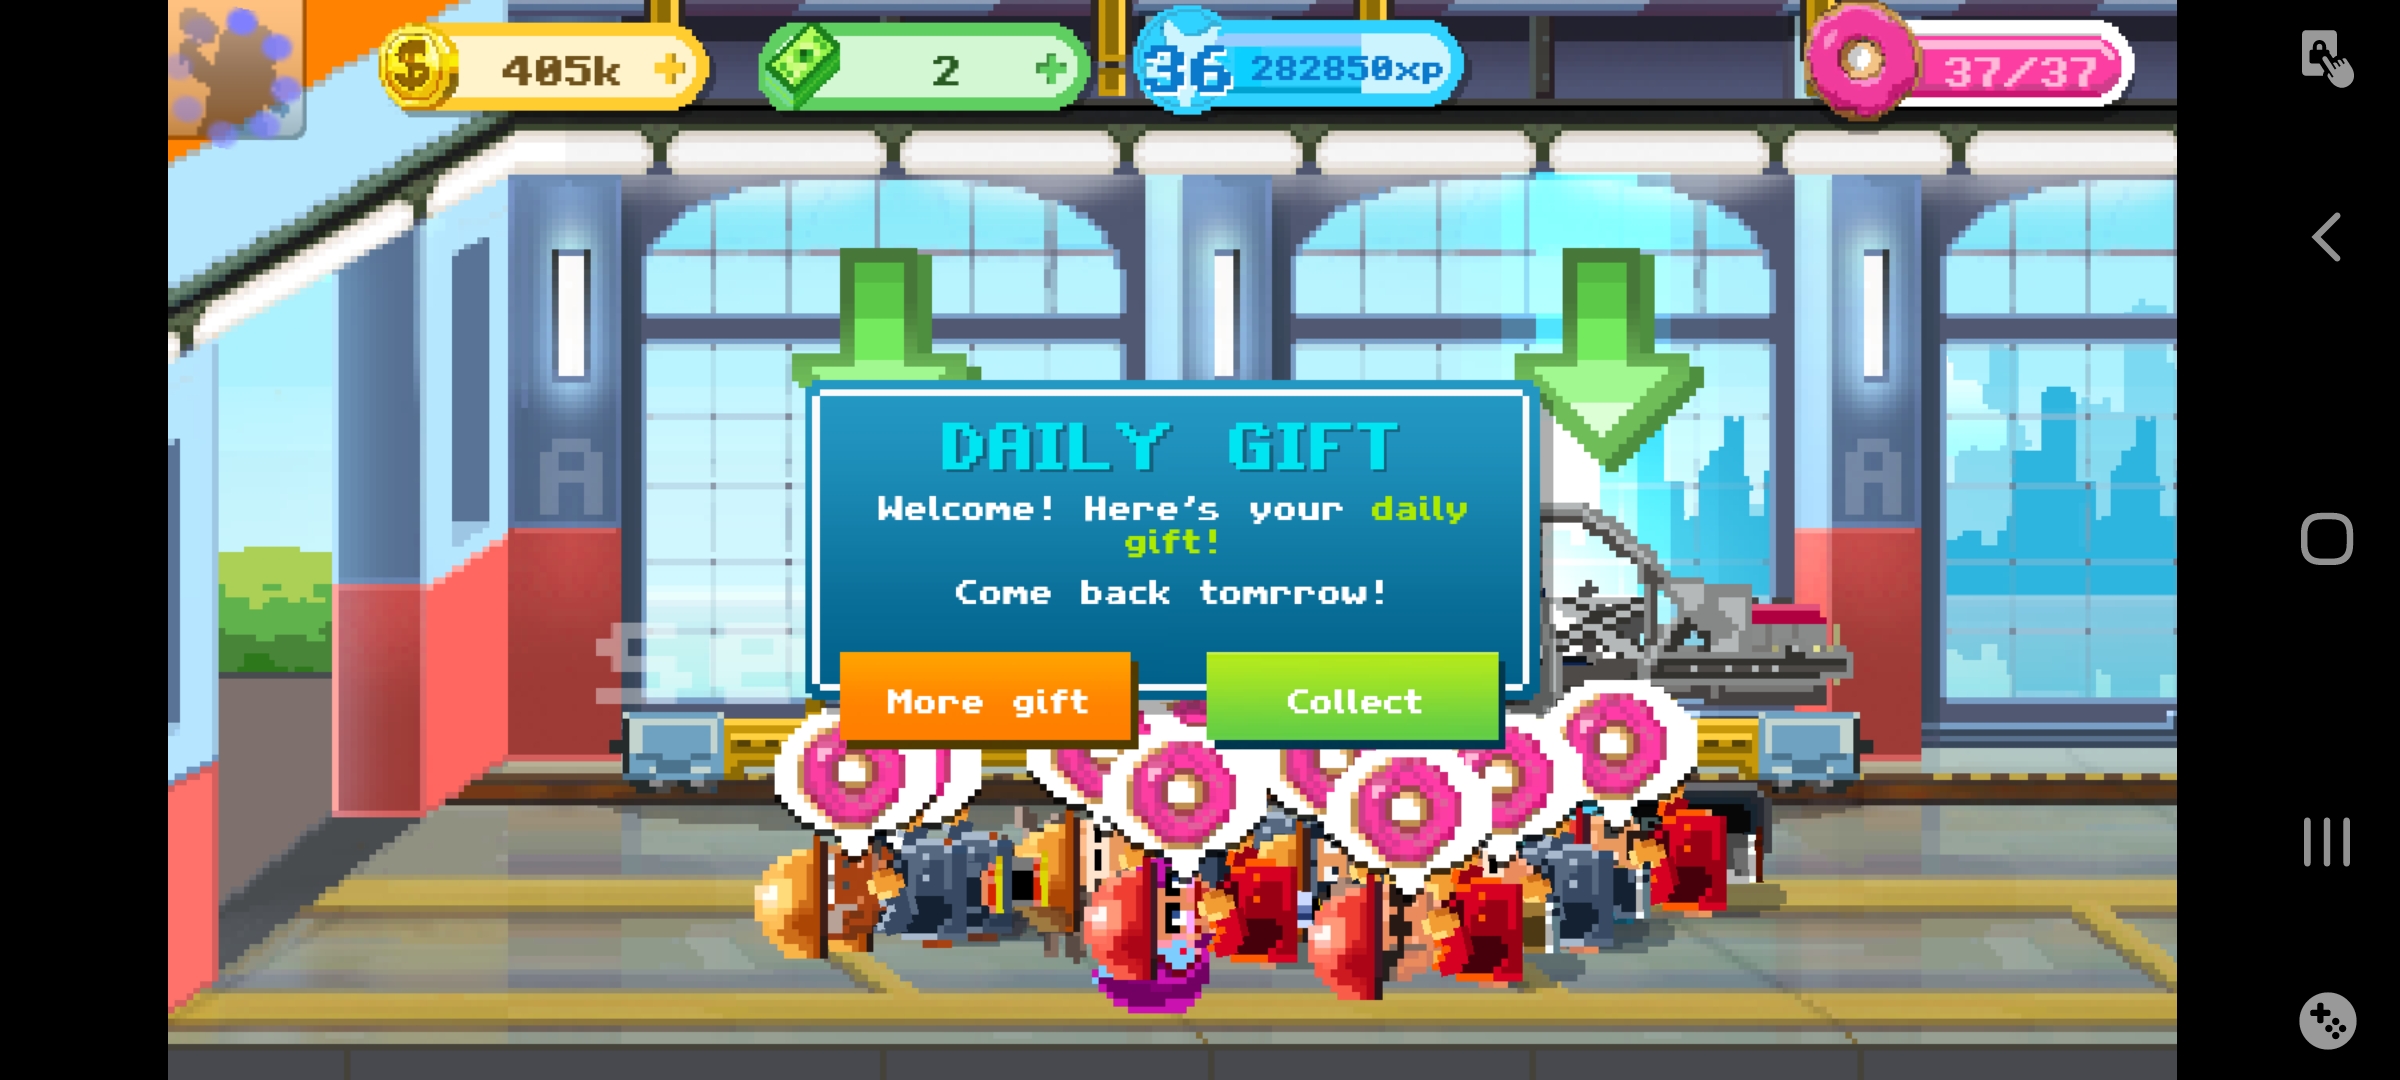 405k +
2 +
36 282850xp
37/37
A
A
DAILY GIFT
Welcome! Here's your daily
gift!
Come back tomrrow!
More gift
Collect